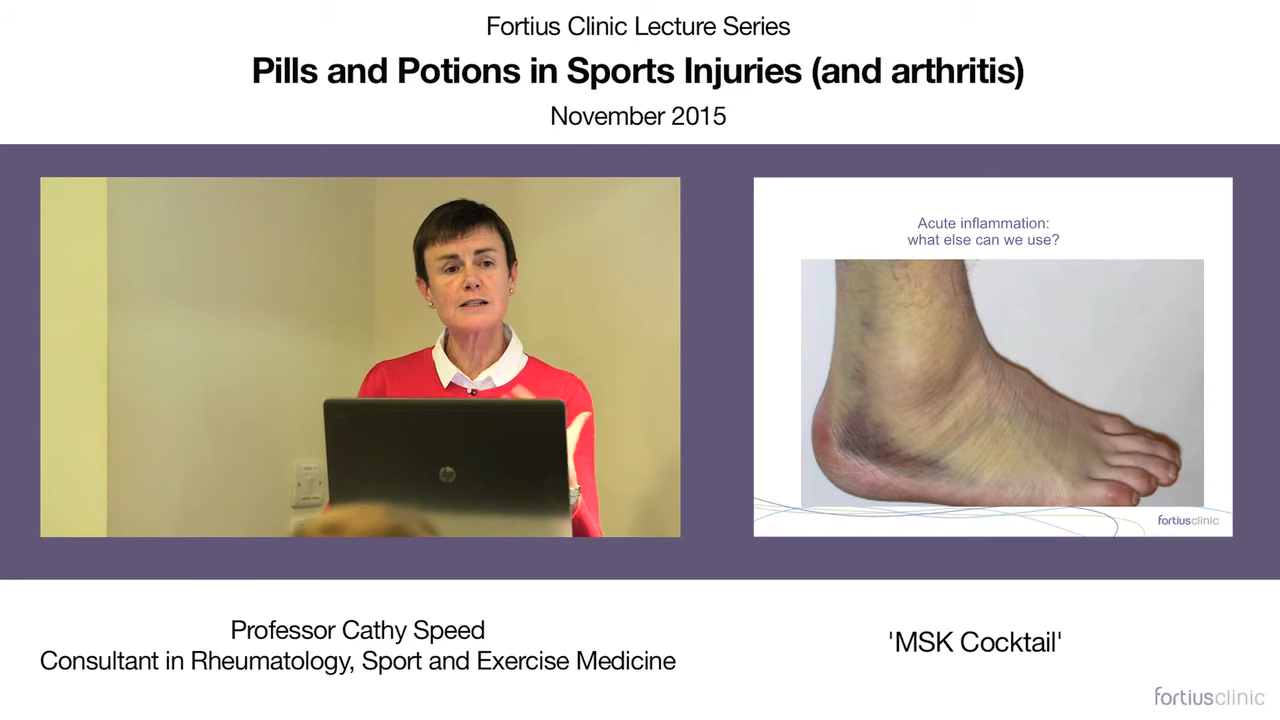 Fortius Clinic Lecture Series
Pills and Potions in Sports Injuries (and arthritis)
November 2015
Acute inflammation:
what else can we use?
hp
fortiusclinic
Professor Cathy Speed
Consultant in Rheumatology, Sport and Exercise Medicine
'MSK Cocktail'
fortiusclinic